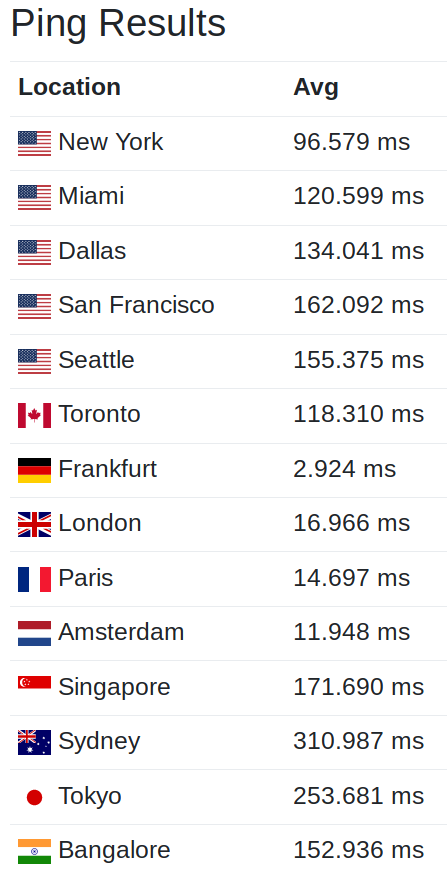 Ping Results
Location Avg
New York 96.579 ms
Miami 120.599 ms
Dallas 134.041 ms
San Francisco 162.092 ms
Seattle 155.375 ms
Toronto 118.310 ms
Frankfurt 2.924 ms
London 16.966 ms
Paris 14.697 ms
Amsterdam 11.948 ms
Singapore 171.690 ms
Sydney 310.987 ms
Tokyo 253.681 ms
Bangalore 152.936 ms